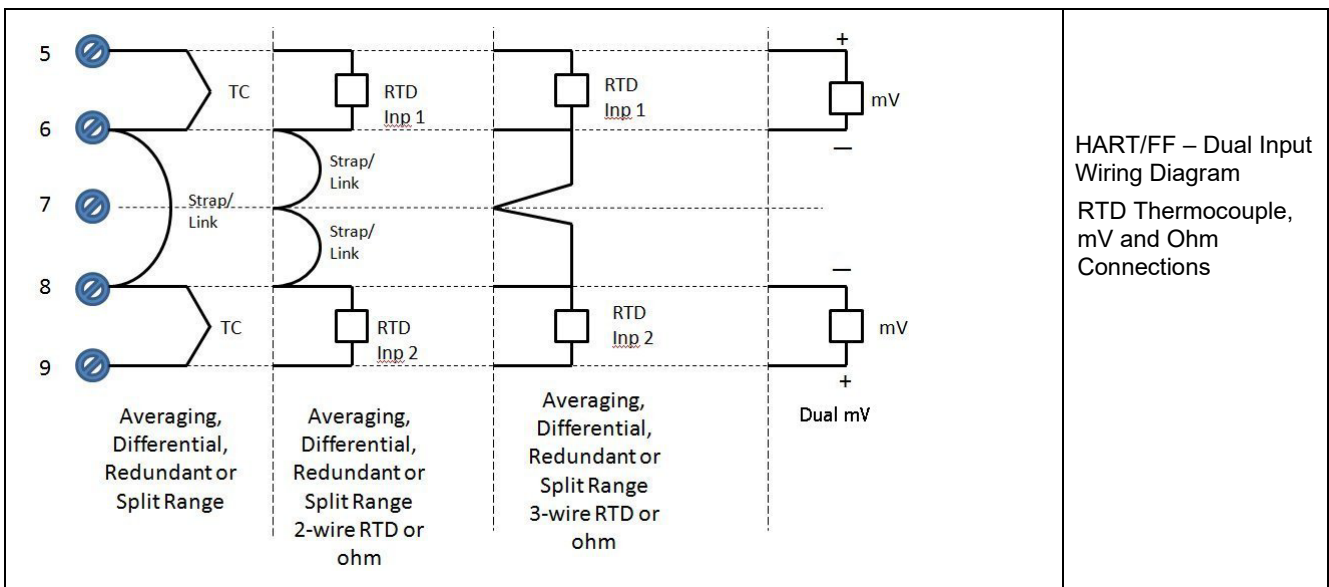 5
6
7
8
9
TC
Strap/
Link
TC
Averaging,
Differential,
Redundant or
Split Range
RTD
Inp 1
Strap/
Link
Strap/
Link
RTD
Inp 2
Averaging,
Differential,
Redundant or
Split Range
2-wire RTD or
ohm
RTD
Inp 1
RTD
Inp 2
Averaging,
Differential,
Redundant or
Split Range
3-wire RTD or
ohm
+
mV
—
—
mV
+
Dual mV
HART/FF – Dual Input
Wiring Diagram
RTD Thermocouple,
mV and Ohm
Connections